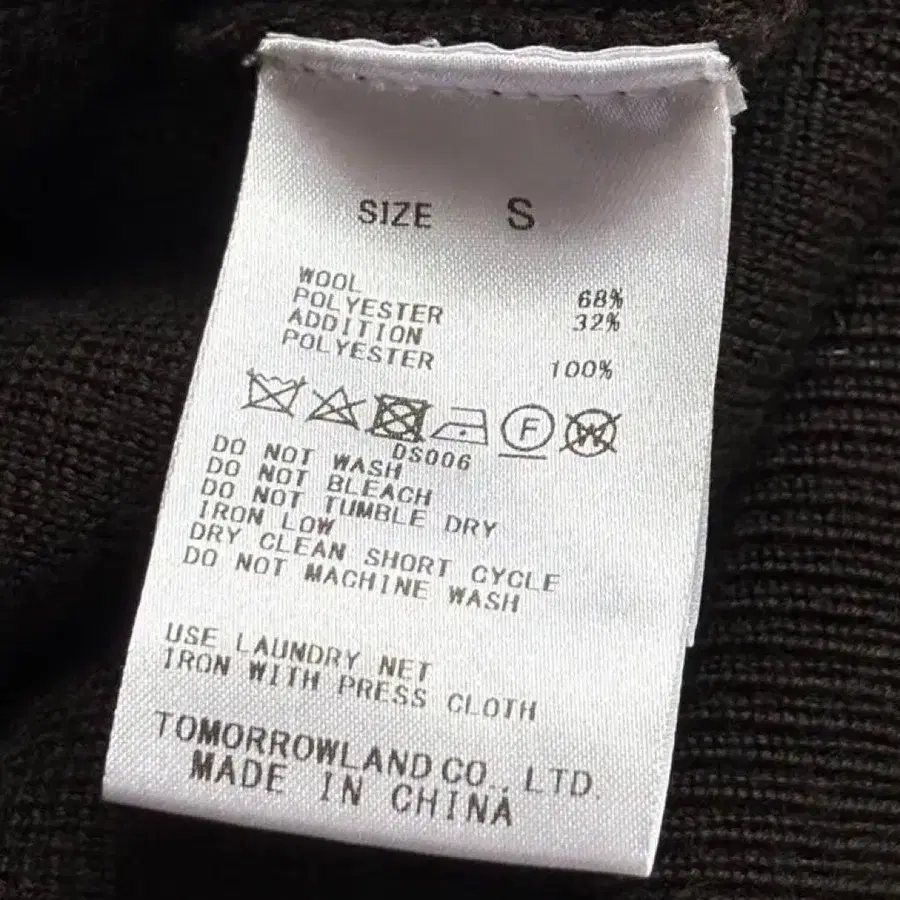 SIZE S
WOOL 68%
POLYESTER 32%
ADDITION
POLYESTER 100%
F W
DS006
DO NOT WASH
DO NOT BLEACH
DO NOT TUMBLE DRY
IRON LOW
DRY CLEAN SHORT CYCLE
DO NOT MACHINE WASH
USE LAUNDRY NET
IRON WITH PRESS CLOTH
TOMORROWLAND CO., LTD.
MADE IN CHINA